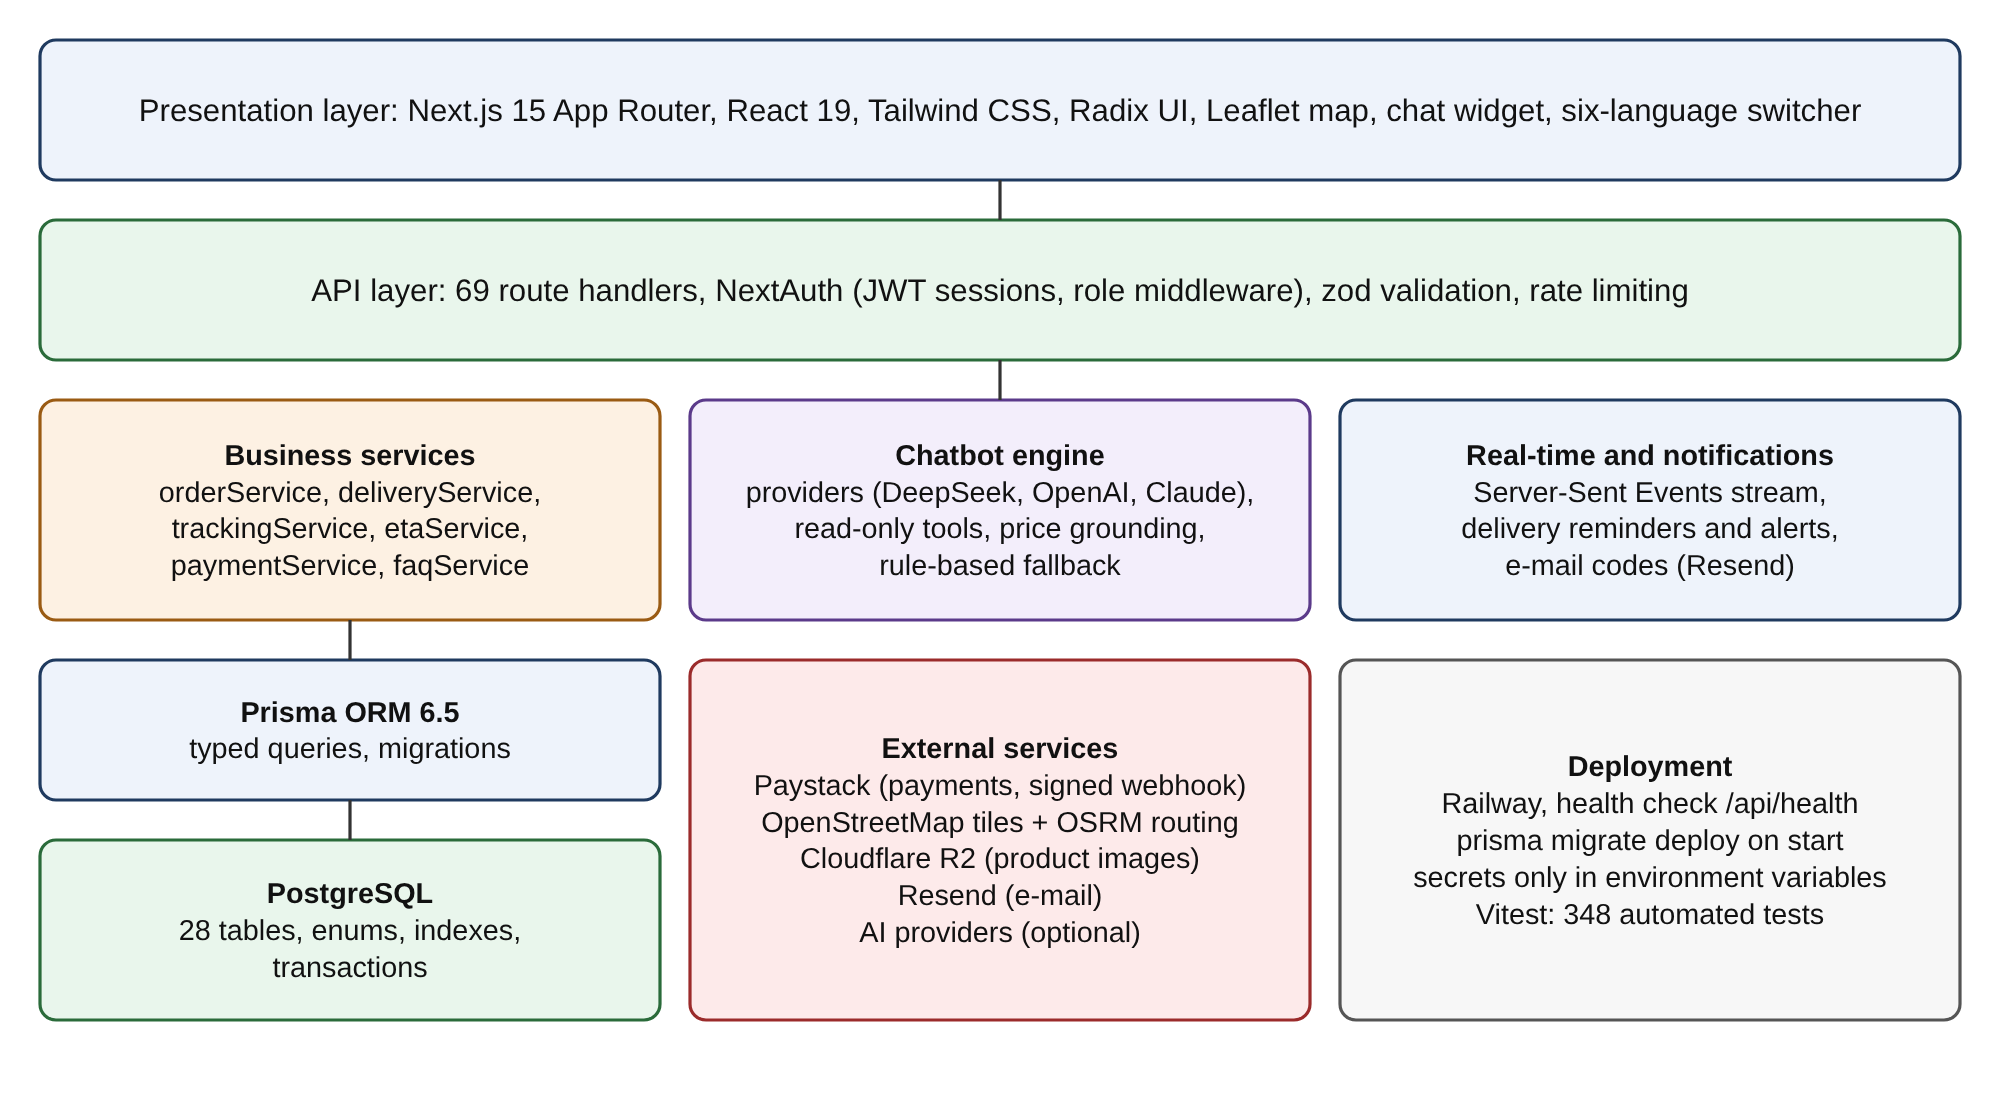 Presentation layer: Next.js 15 App Router, React 19, Tailwind CSS, Radix UI, Leaflet map, chat widget, six-language switcher
API layer: 69 route handlers, NextAuth (JWT sessions, role middleware), zod validation, rate limiting
Business services
orderService, deliveryService,
trackingService, etaService,
paymentService, faqService
Chatbot engine
providers (DeepSeek, OpenAI, Claude),
read-only tools, price grounding,
rule-based fallback
Real-time and notifications
Server-Sent Events stream,
delivery reminders and alerts,
e-mail codes (Resend)
Prisma ORM 6.5
typed queries, migrations
PostgreSQL
28 tables, enums, indexes,
transactions
External services
Paystack (payments, signed webhook)
OpenStreetMap tiles + OSRM routing
Cloudflare R2 (product images)
Resend (e-mail)
AI providers (optional)
Deployment
Railway, health check /api/health
prisma migrate deploy on start
secrets only in environment variables
Vitest: 348 automated tests